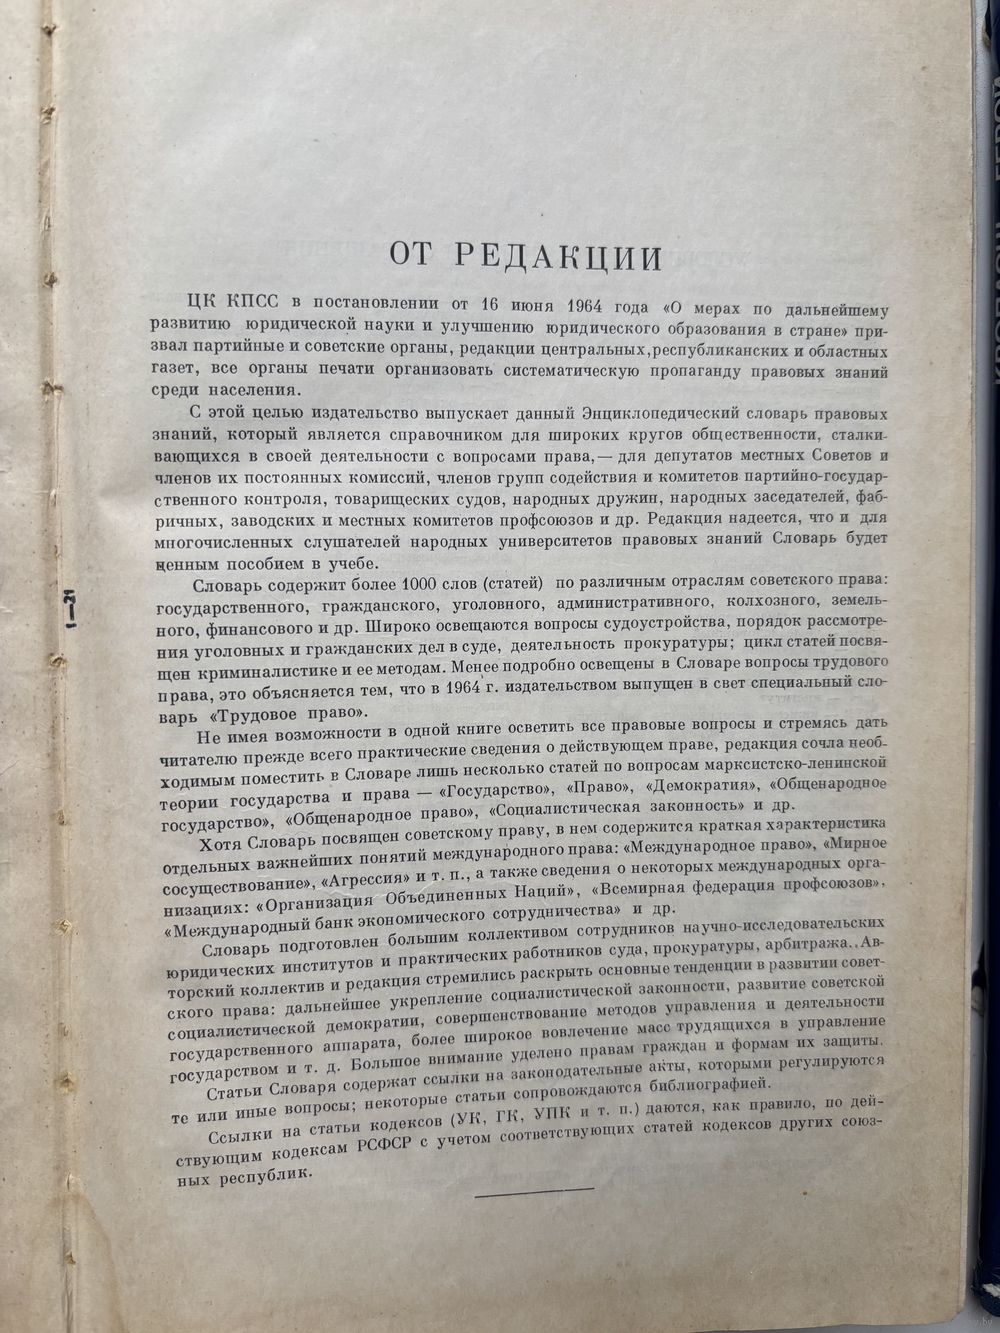 ОТ РЕДАКЦИИ
ЦК КПСС в постановлении от 16 июня 1964 года «О мерах по дальнейшему
развитию юридической науки и улучшению юридического образования в стране» при-
звал партийные и советские органы, редакции центральных,республиканских и областных
газет, все органы печати организовать систематическую пропаганду правовых знаний
среди населения.
С этой целью издательство выпускает данный Энциклопедический словарь правовых
знаний, который является справочником для широких кругов общественности, сталки-
вающихся в своей деятельности с вопросами права,— для депутатов местных Советов и
членов их постоянных комиссий, членов групп содействия и комитетов партийно-государ-
ственного контроля, товарищеских судов, народных дружин, народных заседателей, фаб-
ричных, заводских и местных комитетов профсоюзов и др. Редакция надеется, что и для
многочисленных слушателей народных университетов правовых знаний Словарь будет
ценным пособием в учебе.
Словарь содержит более 1000 слов (статей) по различным отраслям советского права:
государственного, гражданского, уголовного, административного, колхозного, земель-
ного, финансового и др. Широко освещаются вопросы судоустройства, порядок рассмотре-
ния уголовных и гражданских дел в суде, деятельность прокуратуры; цикл статей посвя-
щен криминалистике и ее методам. Менее подробно освещены в Словаре вопросы трудового
права, это объясняется тем, что в 1964 г. издательством выпущен в свет специальный сло-
варь «Трудовое право».
Не имея возможности в одной книге осветить все правовые вопросы и стремясь дать
читателю прежде всего практические сведения о действующем праве, редакция сочла необ-
ходимым поместить в Словаре лишь несколько статей по вопросам марксистско-ленинской
теории государства и права — «Государство», «Право», «Демократия», «Общенародное
государство», «Общенародное право», «Социалистическая законность» и др.
Хотя Словарь посвящен советскому праву, в нем содержится краткая характеристика
отдельных важнейших понятий международного права: «Международное право», «Мирное
сосуществование», «Агрессия» и т. п., а также сведения о некоторых международных орга-
низациях: «Организация Объединенных Наций», «Всемирная федерация профсоюзов»,
«Международный банк экономического сотрудничества» и др.
Словарь подготовлен большим коллективом сотрудников научно-исследовательских
юридических институтов и практических работников суда, прокуратуры, арбитража. Ав-
торский коллектив и редакция стремились раскрыть основные тенденции в развитии совет-
ского права: дальнейшее укрепление социалистической законности, развитие советской
социалистической демократии, совершенствование методов управления и деятельности
государственного аппарата, более широкое вовлечение масс трудящихся в управление
государством и т. д. Большое внимание уделено правам граждан и формам их защиты.
Статьи Словаря содержат ссылки на законодательные акты, которыми регулируются
те или иные вопросы; некоторые статьи сопровождаются библиографией.
Ссылки на статьи кодексов (УК, ГК, УПК и т. п.) даются, как правило, по дей-
ствующим кодексам РСФСР с учетом соответствующих статей кодексов других союз-
ных республик.